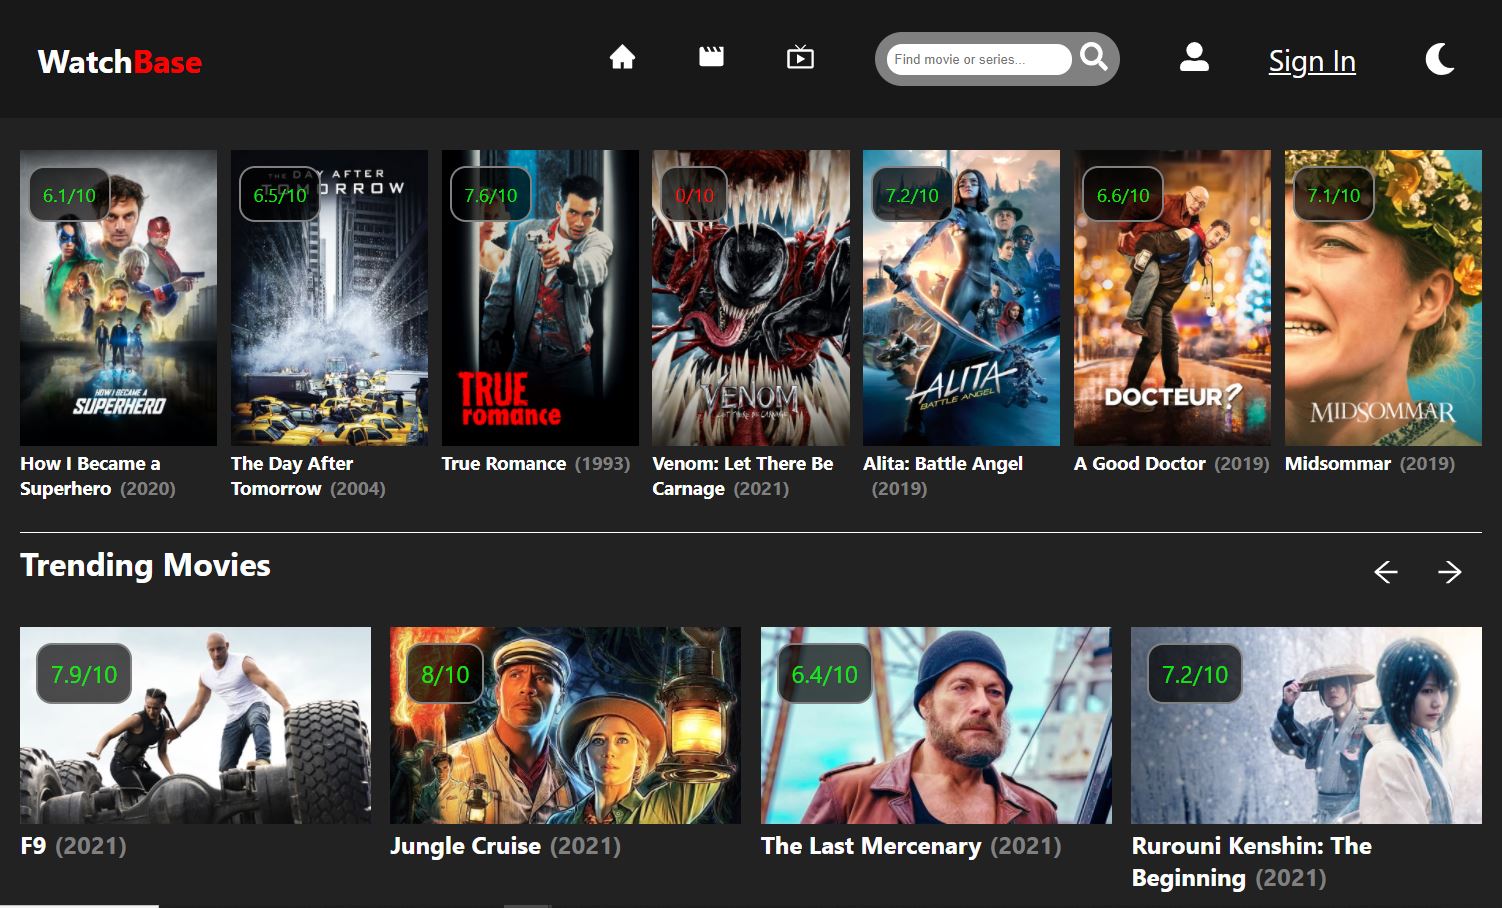 WatchBase
Find movie or series...
Sign In
6.1/10
6.5/10
7.6/10
0/10
7.2/10
6.6/10
7.1/10
THE DAY AFTER
TOMORROW
HOW I BECAME A
SUPERHERO
TRUE
romance
VENOM
LET THERE BE CARNAGE
ALITA
BATTLE ANGEL
DOCTEUR?
MIDSOMMAR
How I Became a
Superhero (2020)
The Day After
Tomorrow (2004)
True Romance (1993)
Venom: Let There Be
Carnage (2021)
Alita: Battle Angel
(2019)
A Good Doctor (2019)
Midsommar (2019)
Trending Movies
7.9/10
8/10
6.4/10
7.2/10
F9 (2021)
Jungle Cruise (2021)
The Last Mercenary (2021)
Rurouni Kenshin: The
Beginning (2021)